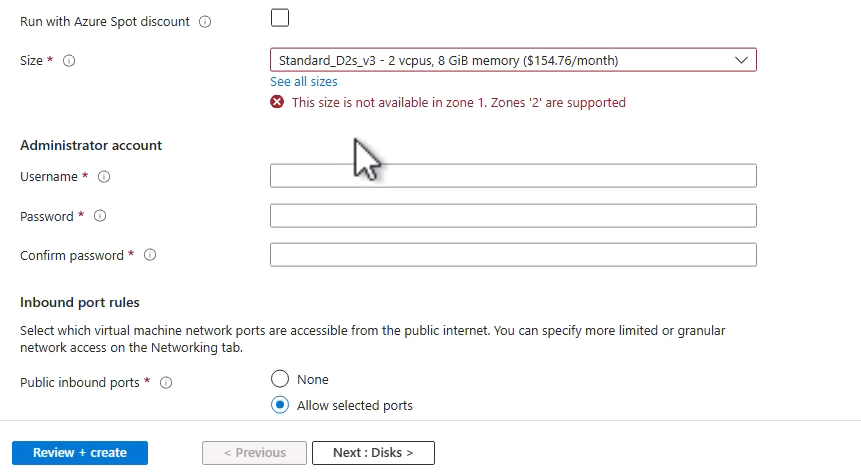 Run with Azure Spot discount
Size *
Standard_D2s_v3 - 2 vcpus, 8 GiB memory ($154.76/month)
See all sizes
This size is not available in zone 1. Zones '2' are supported
Administrator account
Username *
Password *
Confirm password *
Inbound port rules
Select which virtual machine network ports are accessible from the public internet. You can specify more limited or granular
network access on the Networking tab.
Public inbound ports *
None
Allow selected ports
Review + create
< Previous
Next : Disks >